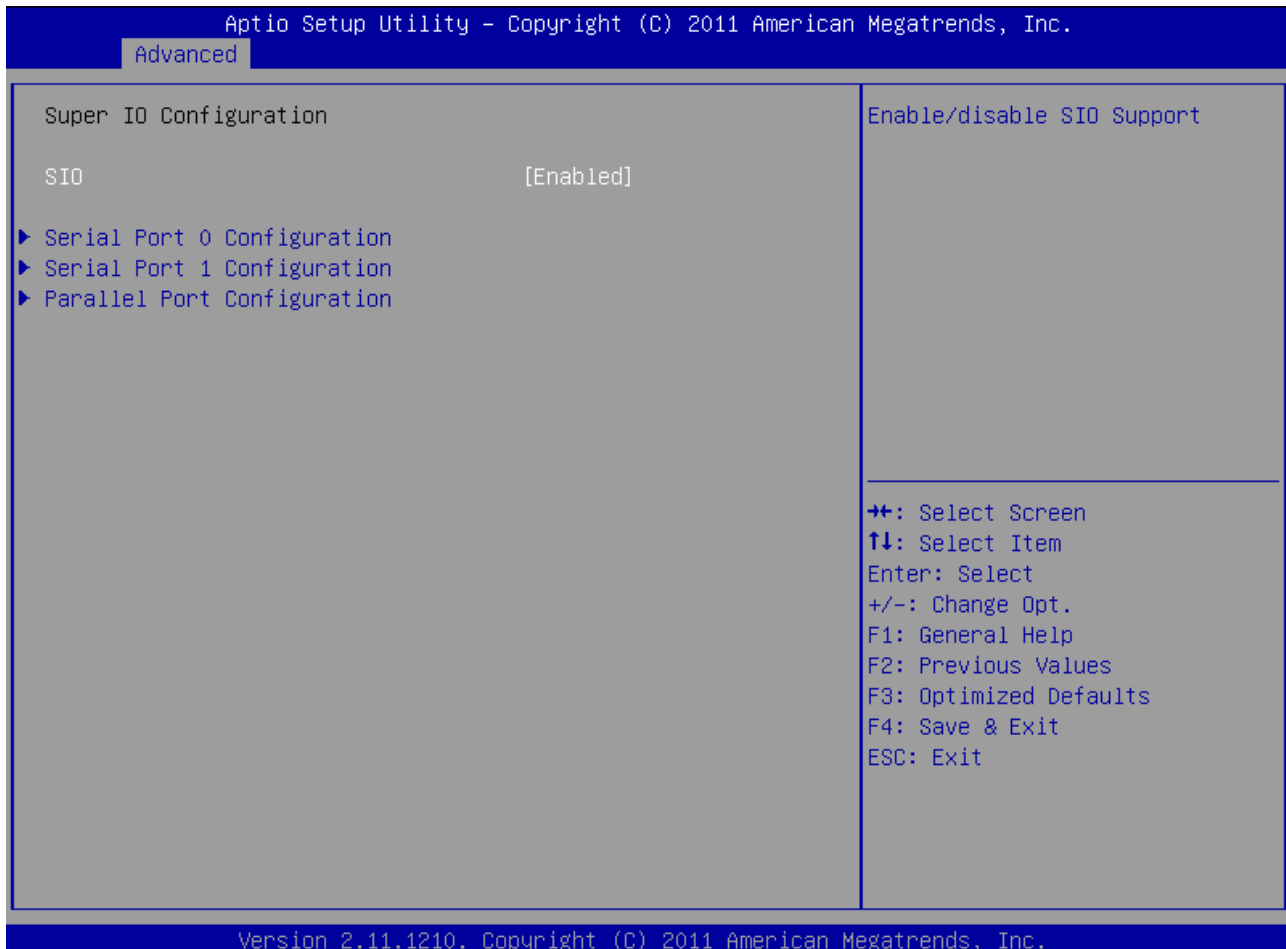 Aptio Setup Utility – Copyright (C) 2011 American Megatrends, Inc.
Advanced
Super IO Configuration
SIO [Enabled]
Serial Port 0 Configuration
Serial Port 1 Configuration
Parallel Port Configuration
Enable/disable SIO Support
→←: Select Screen
↑↓: Select Item
Enter: Select
+/-: Change Opt.
F1: General Help
F2: Previous Values
F3: Optimized Defaults
F4: Save & Exit
ESC: Exit
Version 2.11.1210. Copyright (C) 2011 American Megatrends, Inc.